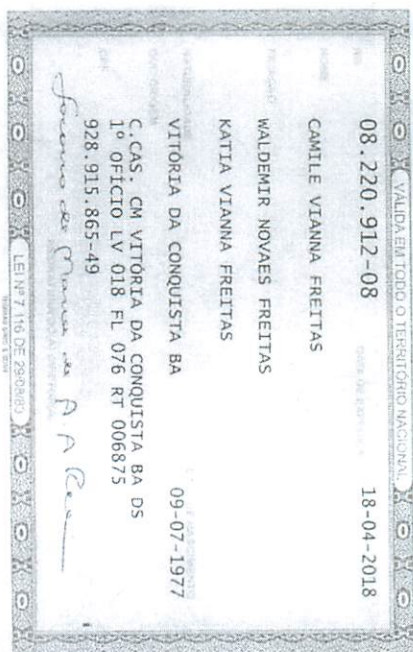 VÁLIDA EM TODO O TERRITÓRIO NACIONAL
08.220.912-08 18-04-2018
CAMILE VIANNA FREITAS
WALDEMIR NOVAES FREITAS
KATIA VIANNA FREITAS
VITÓRIA DA CONQUISTA BA 09-07-1977
C.CAS. CM VITÓRIA DA CONQUISTA BA DS
1º OFÍCIO LV 018 FL 076 RT 006875
928.915.865-49
LEI Nº 7.116 DE 29/08/83